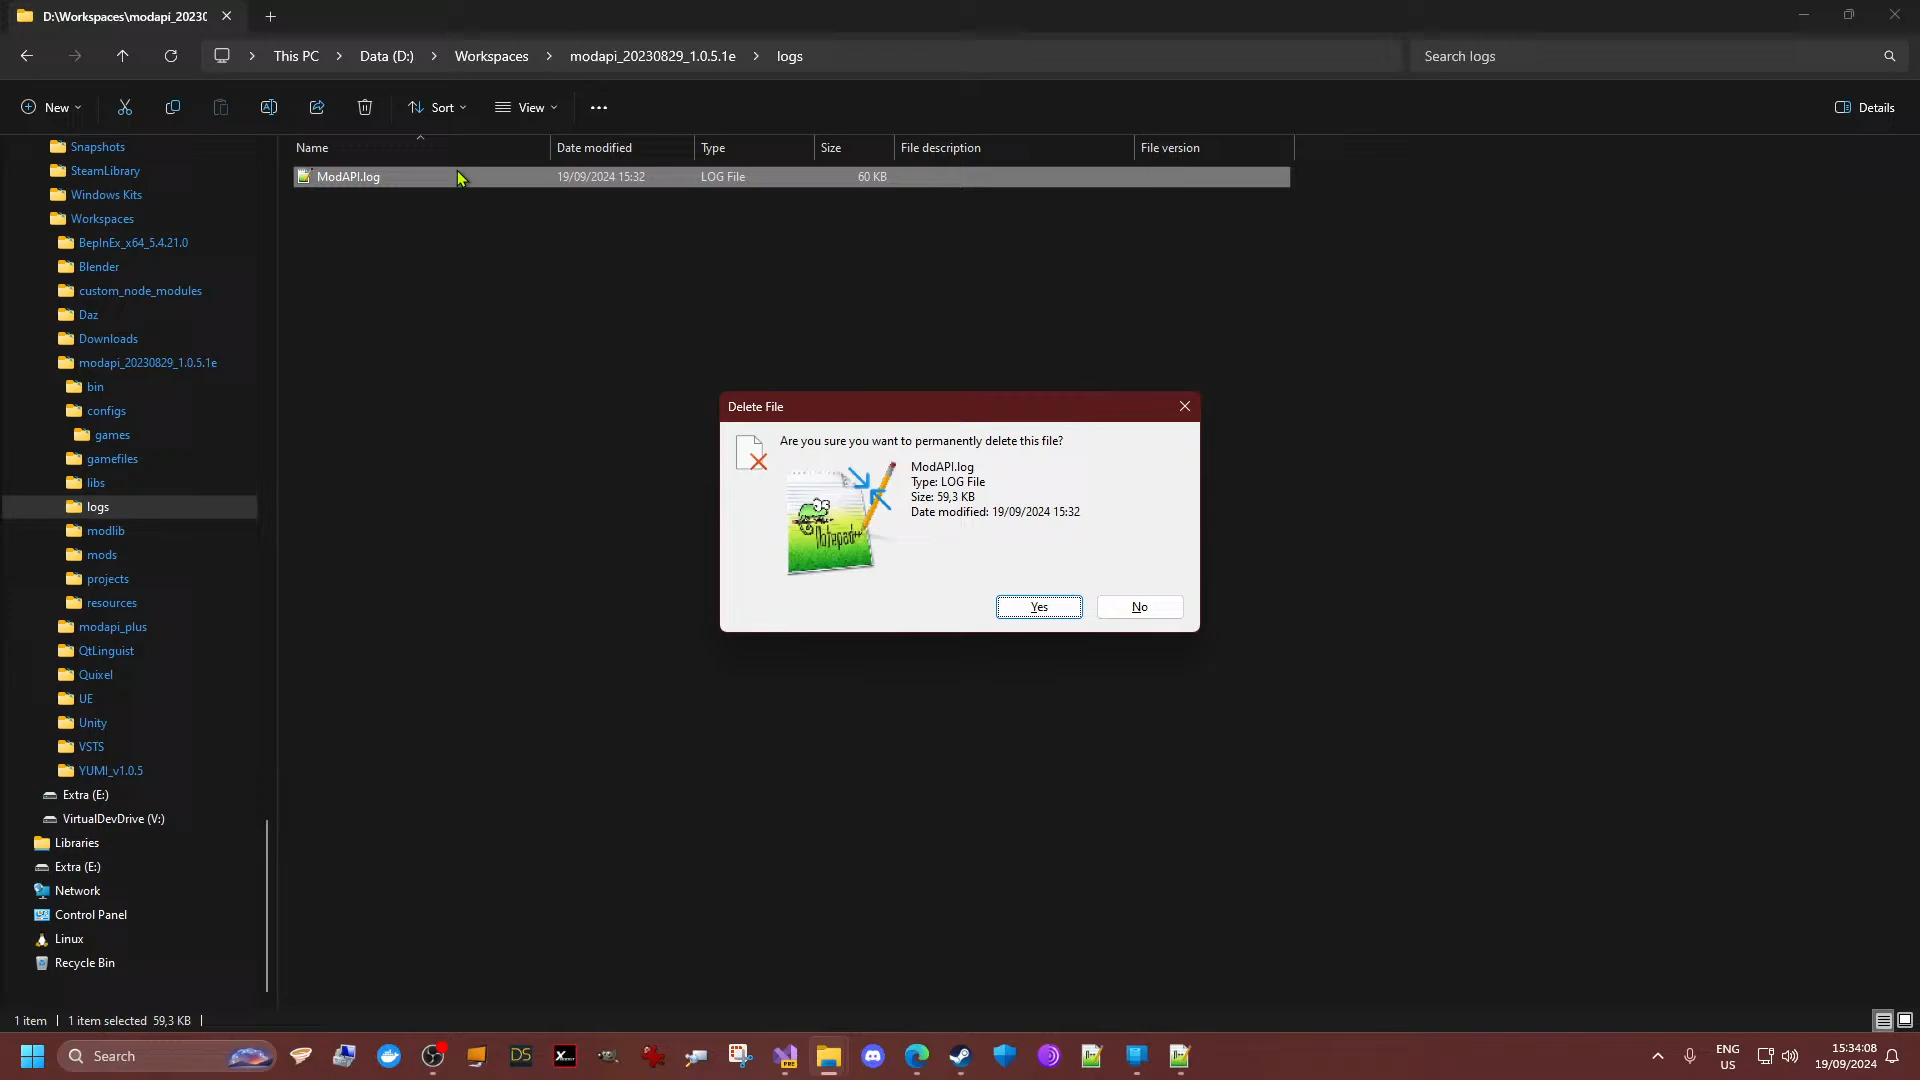 D:\Workspaces\modapi_2023(
This PC
Data (D:)
Workspaces
modapi_20230829_1.0.5.1e
logs
Search logs
New
Sort
View
Details
Name
Date modified
Type
Size
File description
File version
ModAPI.log
19/09/2024 15:32
LOG File
60 KB
Snapshots
SteamLibrary
Windows Kits
Workspaces
BepInEx_x64_5.4.21.0
Blender
custom_node_modules
Daz
Downloads
modapi_20230829_1.0.5.1e
bin
configs
games
gamefiles
libs
logs
modlib
mods
projects
resources
modapi_plus
QtLinguist
Quixel
UE
Unity
VSTS
YUMI_v1.0.5
Extra (E:)
VirtualDevDrive (V:)
Libraries
Extra (E:)
Network
Control Panel
Linux
Recycle Bin
Delete File
Are you sure you want to permanently delete this file?
ModAPI.log
Type: LOG File
Size: 59,3 KB
Date modified: 19/09/2024 15:32
Notepad++
Yes
No
1 item
1 item selected 59,3 KB
Search
DS
PRE
ENG
US
15:34:08
19/09/2024